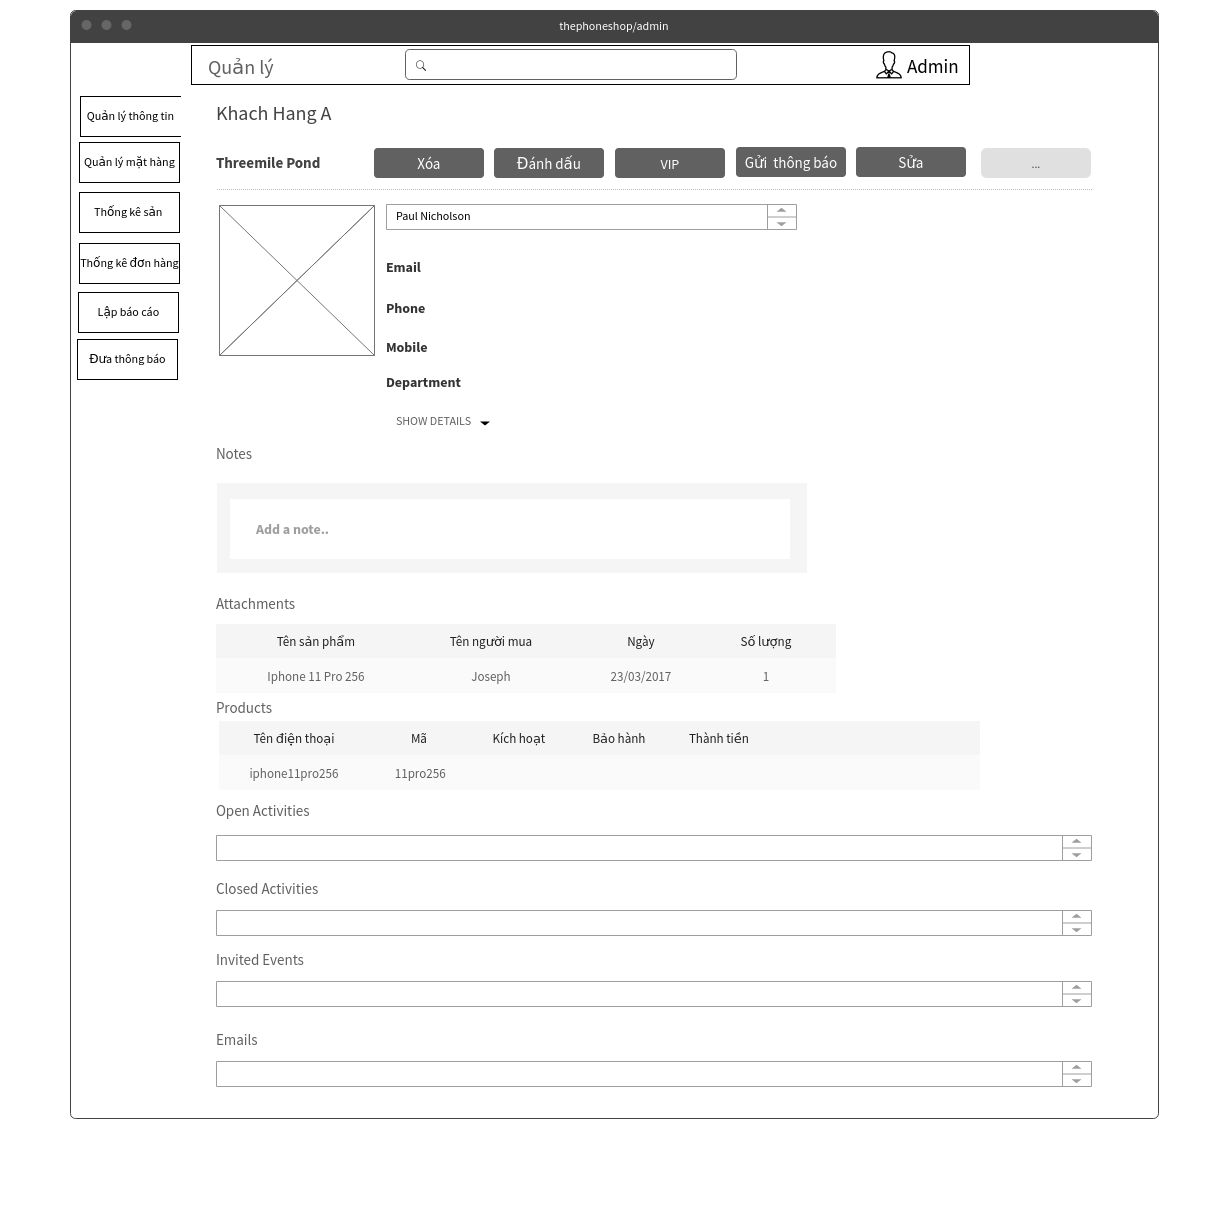 thephoneshop/admin
Quản lý
Admin
Quản lý thông tin
Quản lý mặt hàng
Thống kê sản
Thống kê đơn hàng
Lập báo cáo
Đưa thông báo
Khach Hang A
Threemile Pond
Xóa
Đánh dấu
VIP
Gửi thông báo
Sửa
...
Paul Nicholson
Email
Phone
Mobile
Department
SHOW DETAILS
Notes
Add a note..
Attachments
Tên sản phẩm Tên người mua Ngày Số lượng
Iphone 11 Pro 256 Joseph 23/03/2017 1
Products
Tên điện thoại Mã Kích hoạt Bảo hành Thành tiền
iphone11pro256 11pro256
Open Activities
Closed Activities
Invited Events
Emails